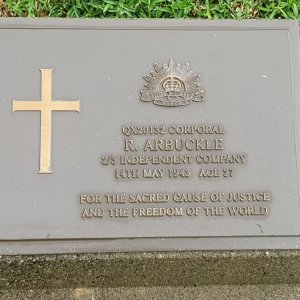 QX20132 CORPORAL
R. ARBUCKLE
2/3 INDEPENDENT COMPANY
14TH MAY 1943 AGE 27
FOR THE SACRED CAUSE OF JUSTICE
AND THE FREEDOM OF THE WORLD